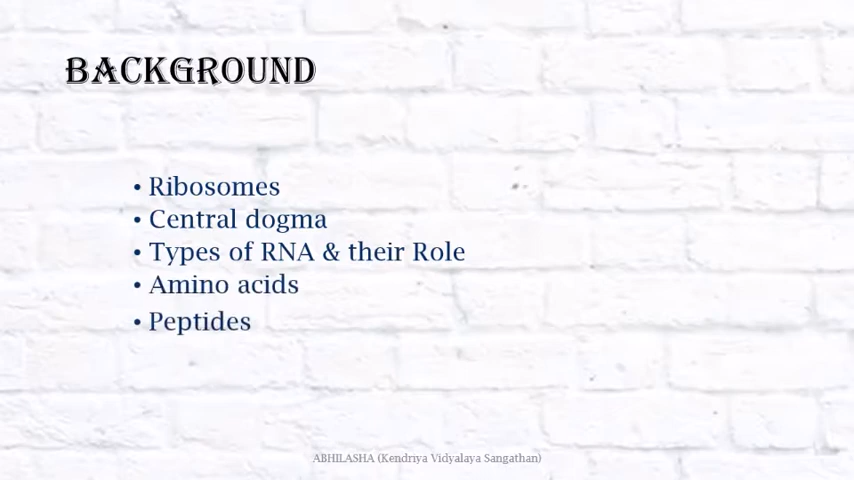 BACKGROUND
• Ribosomes
• Central dogma
• Types of RNA & their Role
• Amino acids
• Peptides
ABHILASHA (Kendriya Vidyalaya Sangathan)